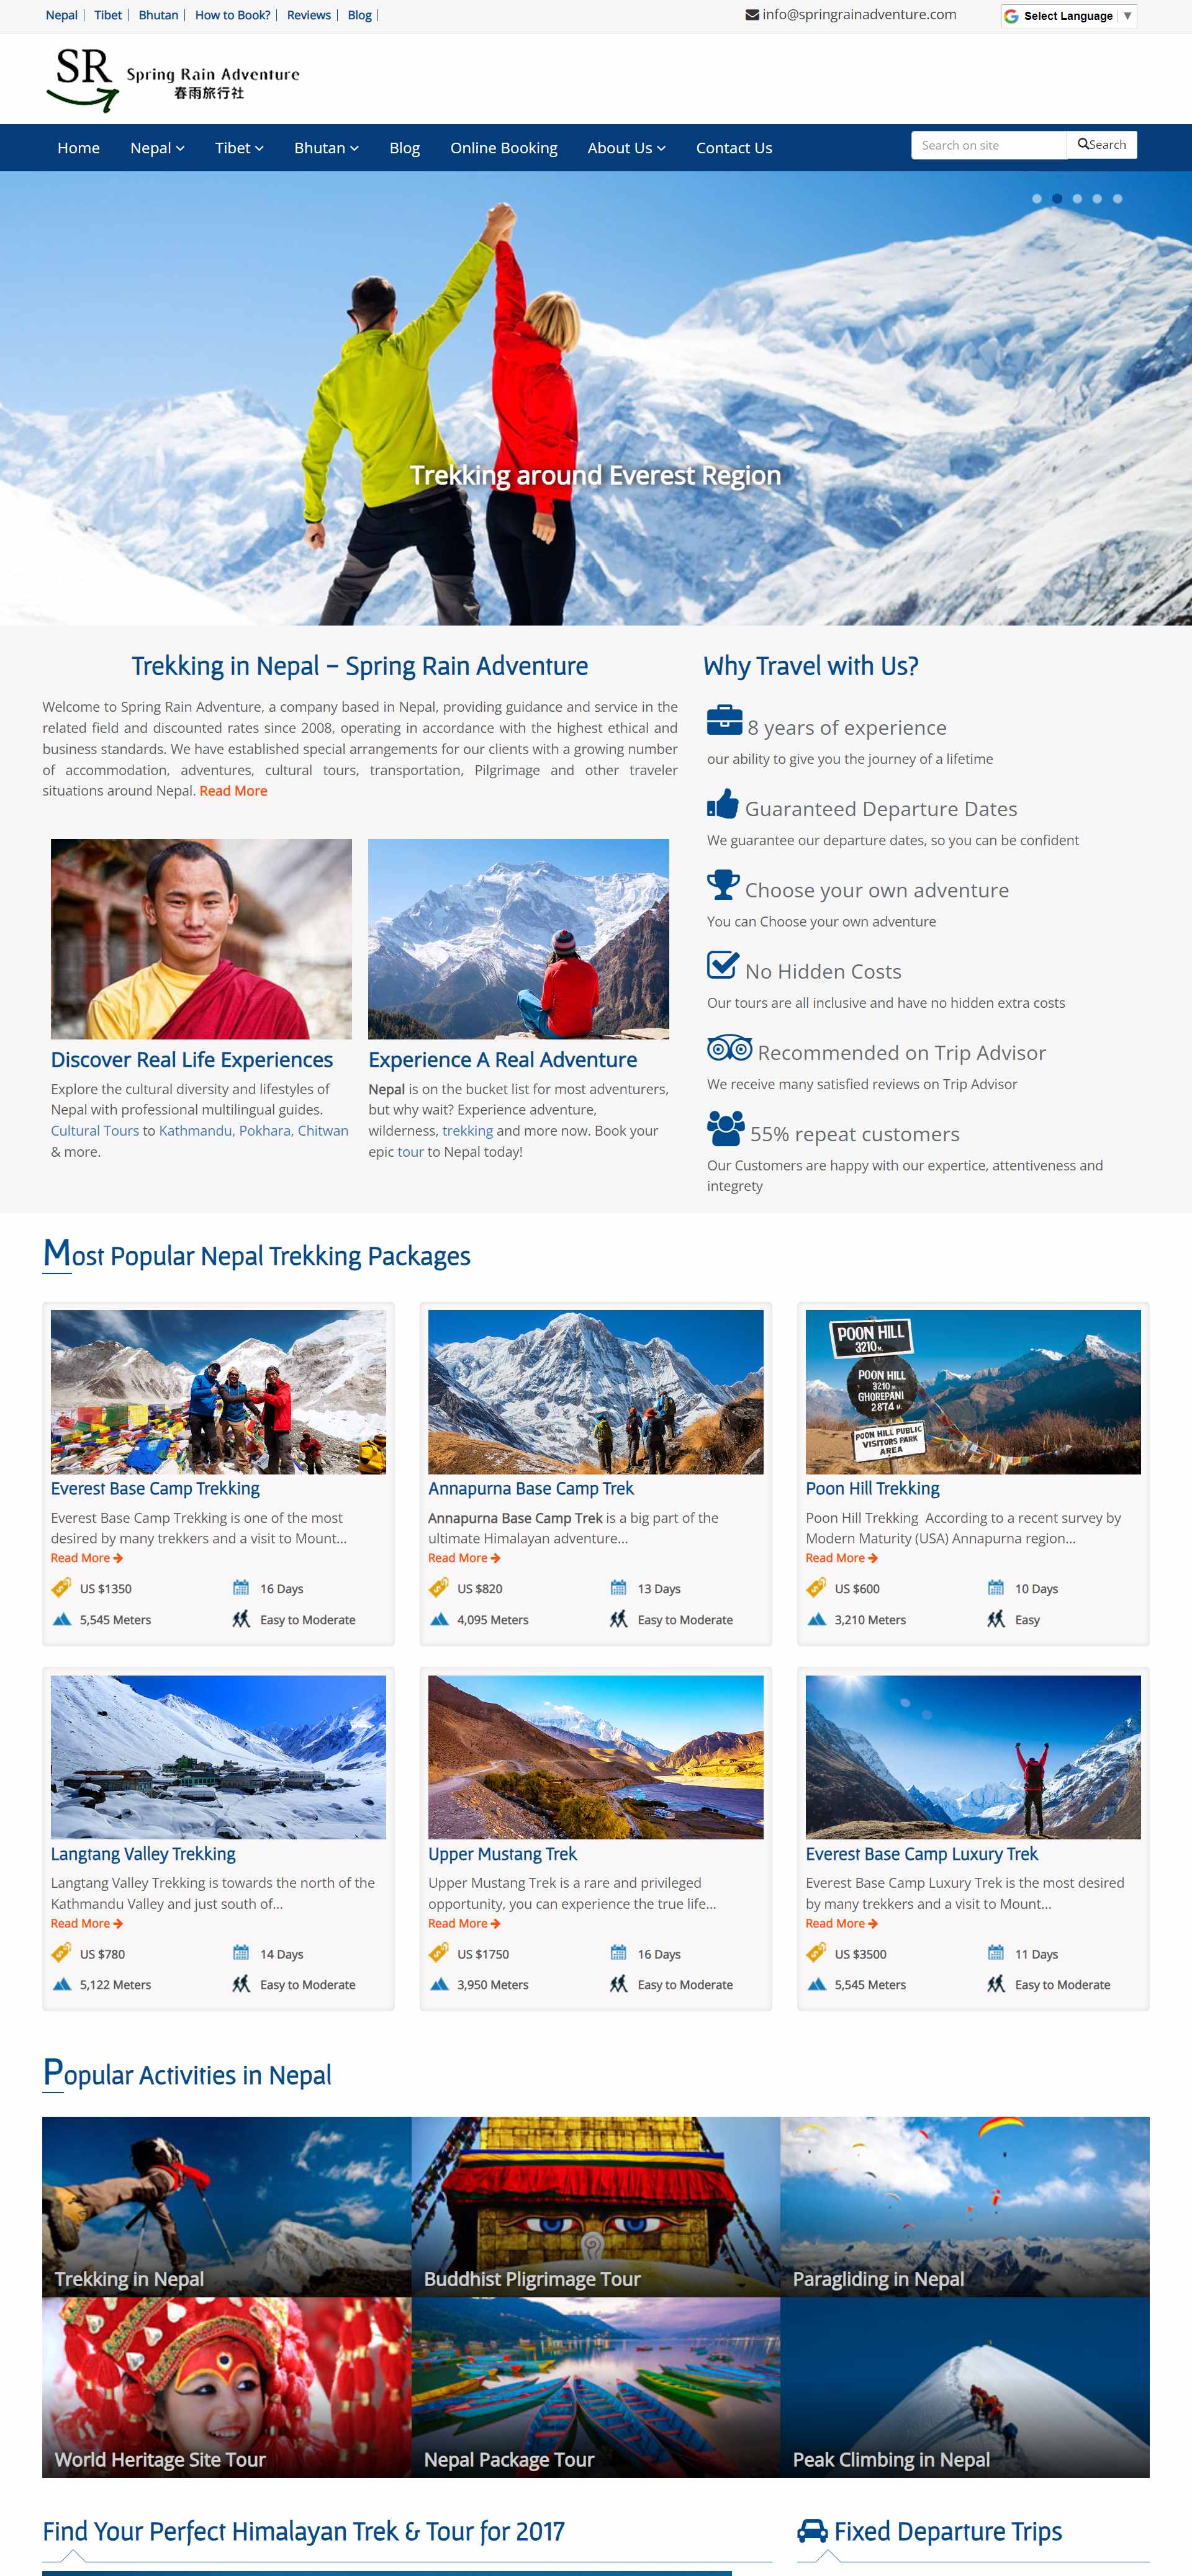 Nepal | Tibet | Bhutan | How to Book? | Reviews | Blog |
info@springrainadventure.com
Select Language ▼
SR Spring Rain Adventure
春雨旅行社
Home Nepal Tibet Bhutan Blog Online Booking About Us Contact Us
Search on site
Search
Trekking around Everest Region
Trekking in Nepal – Spring Rain Adventure
Welcome to Spring Rain Adventure, a company based in Nepal, providing guidance and service in the
related field and discounted rates since 2008, operating in accordance with the highest ethical and
business standards. We have established special arrangements for our clients with a growing number
of accommodation, adventures, cultural tours, transportation, Pilgrimage and other traveler
situations around Nepal. Read More
Discover Real Life Experiences
Explore the cultural diversity and lifestyles of
Nepal with professional multilingual guides.
Cultural Tours to Kathmandu, Pokhara, Chitwan
& more.
Experience A Real Adventure
Nepal is on the bucket list for most adventurers,
but why wait? Experience adventure,
wilderness, trekking and more now. Book your
epic tour to Nepal today!
Why Travel with Us?
8 years of experience
our ability to give you the journey of a lifetime
Guaranteed Departure Dates
We guarantee our departure dates, so you can be confident
Choose your own adventure
You can Choose your own adventure
No Hidden Costs
Our tours are all inclusive and have no hidden extra costs
Recommended on Trip Advisor
We receive many satisfied reviews on Trip Advisor
55% repeat customers
Our Customers are happy with our expertice, attentiveness and
integrety
Most Popular Nepal Trekking Packages
Everest Base Camp Trekking
Everest Base Camp Trekking is one of the most
desired by many trekkers and a visit to Mount...
Read More
US $1350 16 Days
5,545 Meters Easy to Moderate
Annapurna Base Camp Trek
Annapurna Base Camp Trek is a big part of the
ultimate Himalayan adventure...
Read More
US $820 13 Days
4,095 Meters Easy to Moderate
POON HILL
3210 M
POON HILL
3210 M
GHOREPANI
2874 M
POON HILL PUBLIC
VISITORS PARK
AREA
Poon Hill Trekking
Poon Hill Trekking According to a recent survey by
Modern Maturity (USA) Annapurna region...
Read More
US $600 10 Days
3,210 Meters Easy
Langtang Valley Trekking
Langtang Valley Trekking is towards the north of the
Kathmandu Valley and just south of...
Read More
US $780 14 Days
5,122 Meters Easy to Moderate
Upper Mustang Trek
Upper Mustang Trek is a rare and privileged
opportunity, you can experience the true life...
Read More
US $1750 16 Days
3,950 Meters Easy to Moderate
Everest Base Camp Luxury Trek
Everest Base Camp Luxury Trek is the most desired
by many trekkers and a visit to Mount...
Read More
US $3500 11 Days
5,545 Meters Easy to Moderate
Popular Activities in Nepal
Trekking in Nepal
Buddhist Pligrimage Tour
Paragliding in Nepal
World Heritage Site Tour
Nepal Package Tour
Peak Climbing in Nepal
Find Your Perfect Himalayan Trek & Tour for 2017
Fixed Departure Trips